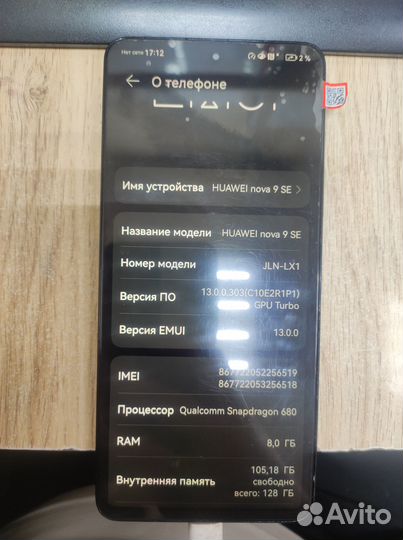 Нет сети 17:12
2 %
О телефоне
Имя устройства HUAWEI nova 9 SE
Название модели HUAWEI nova 9 SE
Номер модели JLN-LX1
Версия ПО 13.0.0.303(C10E2R1P1)
GPU Turbo
Версия EMUI 13.0.0
IMEI 867722052256519
867722053256518
Процессор Qualcomm Snapdragon 680
RAM 8,0 ГБ
Внутренняя память 105,18 ГБ
свободно
всего: 128 ГБ
Avito